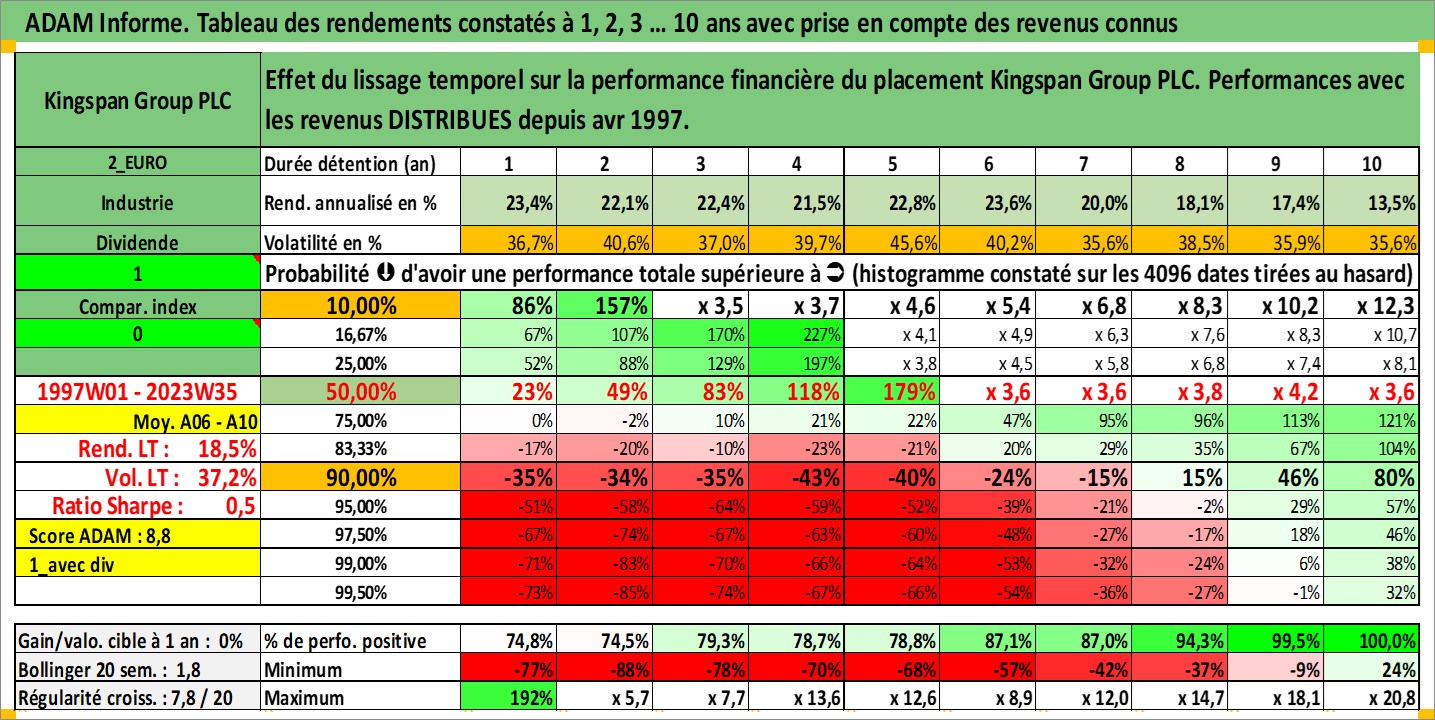 ADAM Informe. Tableau des rendements constatés à 1, 2, 3 ... 10 ans avec prise en compte des revenus connus
Kingspan Group PLC
Effet du lissage temporel sur la performance financière du placement Kingspan Group PLC. Performances avec
les revenus DISTRIBUES depuis avr 1997.
2_EURO Durée détention (an) 1 2 3 4 5 6 7 8 9 10
Industrie Rend. annualisé en % 23,4% 22,1% 22,4% 21,5% 22,8% 23,6% 20,0% 18,1% 17,4% 13,5%
Dividende Volatilité en % 36,7% 40,6% 37,0% 39,7% 45,6% 40,2% 35,6% 38,5% 35,9% 35,6%
1 Probabilité d'avoir une performance totale supérieure à (histogramme constaté sur les 4096 dates tirées au hasard)
Compar. index 10,00% 86% 157% x 3,5 x 3,7 x 4,6 x 5,4 x 6,8 x 8,3 x 10,2 x 12,3
0 16,67% 67% 107% 170% 227% x 4,1 x 4,9 x 6,3 x 7,6 x 8,3 x 10,7
25,00% 52% 88% 129% 197% x 3,8 x 4,5 x 5,8 x 6,8 x 7,4 x 8,1
1997W01 - 2023W35 50,00% 23% 49% 83% 118% 179% x 3,6 x 3,6 x 3,8 x 4,2 x 3,6
Moy. A06 - A10 75,00% 0% -2% 10% 21% 22% 47% 95% 96% 113% 121%
Rend. LT : 18,5% 83,33% -17% -20% -10% -23% -21% 20% 29% 35% 67% 104%
Vol. LT : 37,2% 90,00% -35% -34% -35% -43% -40% -24% -15% 15% 46% 80%
Ratio Sharpe : 0,5 95,00% -51% -58% -64% -59% -52% -39% -21% -2% 29% 57%
Score ADAM : 8,8 97,50% -67% -74% -67% -63% -60% -48% -27% -17% 18% 46%
1_avec div 99,00% -71% -83% -70% -66% -64% -53% -32% -24% 6% 38%
99,50% -73% -85% -74% -67% -66% -54% -36% -27% -1% 32%
Gain/valo. cible à 1 an : 0% % de perfo. positive 74,8% 74,5% 79,3% 78,7% 78,8% 87,1% 87,0% 94,3% 99,5% 100,0%
Bollinger 20 sem. : 1,8 Minimum -77% -88% -78% -70% -68% -57% -42% -37% -9% 24%
Régularité croiss. : 7,8 / 20 Maximum 192% x 5,7 x 7,7 x 13,6 x 12,6 x 8,9 x 12,0 x 14,7 x 18,1 x 20,8